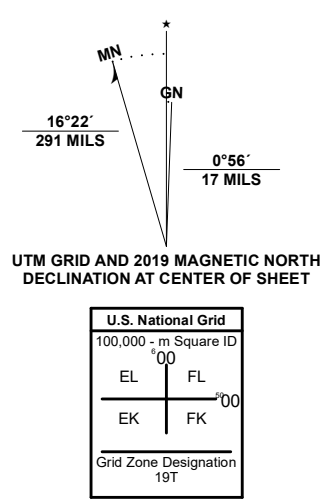 ★
MN
GN
16°22´
291 MILS
0°56´
17 MILS
UTM GRID AND 2019 MAGNETIC NORTH
DECLINATION AT CENTER OF SHEET
U.S. National Grid
100,000 - m Square ID
⁶00
EL FL
⁵⁰00
EK FK
Grid Zone Designation
19T